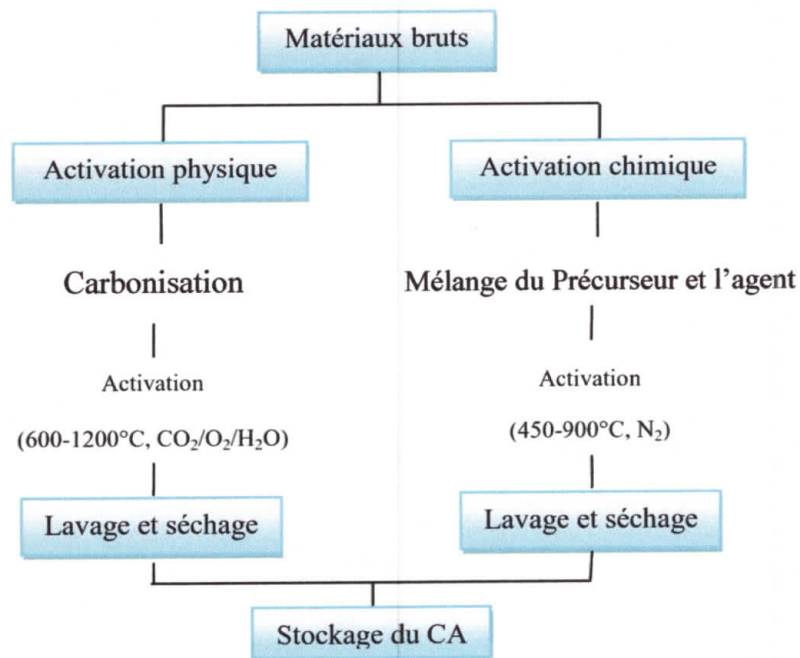 Matériaux bruts
Activation physique
Activation chimique
Carbonisation
Mélange du Précurseur et l'agent
Activation
Activation
(600-1200°C, CO₂/O₂/H₂O)
(450-900°C, N₂)
Lavage et séchage
Lavage et séchage
Stockage du CA